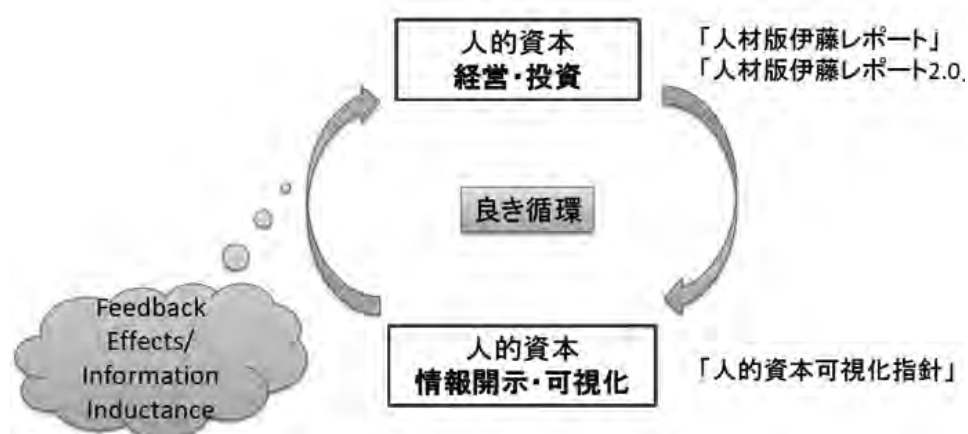 人的資本
経営・投資
「人材版伊藤レポート」
「人材版伊藤レポート2.0」
良き循環
Feedback
Effects/
Information
Inductance
人的資本
情報開示・可視化
「人的資本可視化指針」